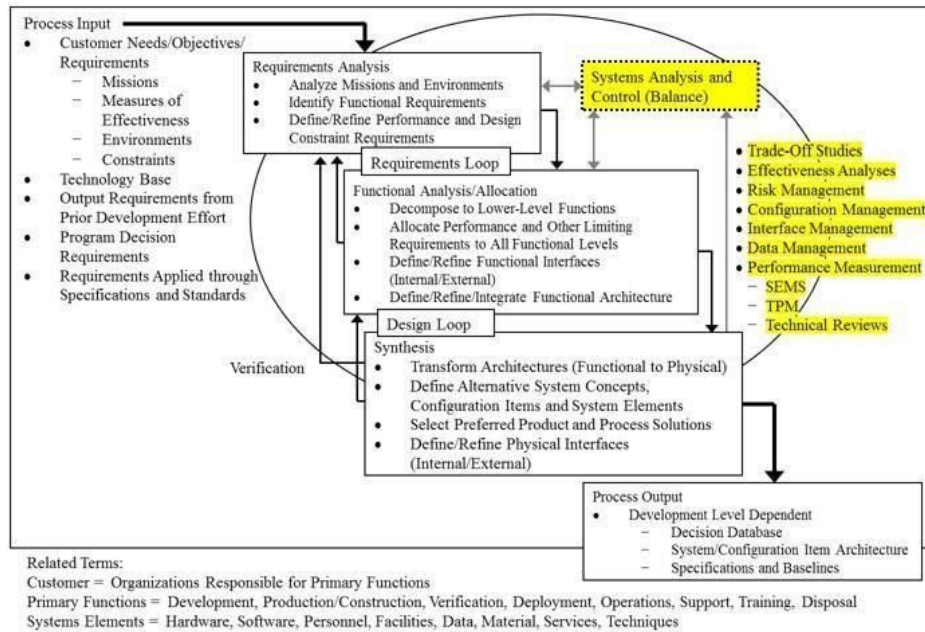 Process Input
● Customer Needs/Objectives/
Requirements
– Missions
– Measures of
Effectiveness
– Environments
– Constraints
● Technology Base
● Output Requirements from
Prior Development Effort
● Program Decision
Requirements
● Requirements Applied through
Specifications and Standards
Requirements Analysis
● Analyze Missions and Environments
● Identify Functional Requirements
● Define/Refine Performance and Design
Constraint Requirements
Systems Analysis and
Control (Balance)
● Trade-Off Studies
● Effectiveness Analyses
● Risk Management
● Configuration Management
● Interface Management
● Data Management
● Performance Measurement
– SEMS
– TPM
– Technical Reviews
Requirements Loop
Functional Analysis/Allocation
● Decompose to Lower-Level Functions
● Allocate Performance and Other Limiting
Requirements to All Functional Levels
● Define/Refine Functional Interfaces
(Internal/External)
● Define/Refine/Integrate Functional Architecture
Design Loop
Verification
Synthesis
● Transform Architectures (Functional to Physical)
● Define Alternative System Concepts,
Configuration Items and System Elements
● Select Preferred Product and Process Solutions
● Define/Refine Physical Interfaces
(Internal/External)
Process Output
● Development Level Dependent
– Decision Database
– System/Configuration Item Architecture
– Specifications and Baselines
Related Terms:
Customer = Organizations Responsible for Primary Functions
Primary Functions = Development, Production/Construction, Verification, Deployment, Operations, Support, Training, Disposal
Systems Elements = Hardware, Software, Personnel, Facilities, Data, Material, Services, Techniques